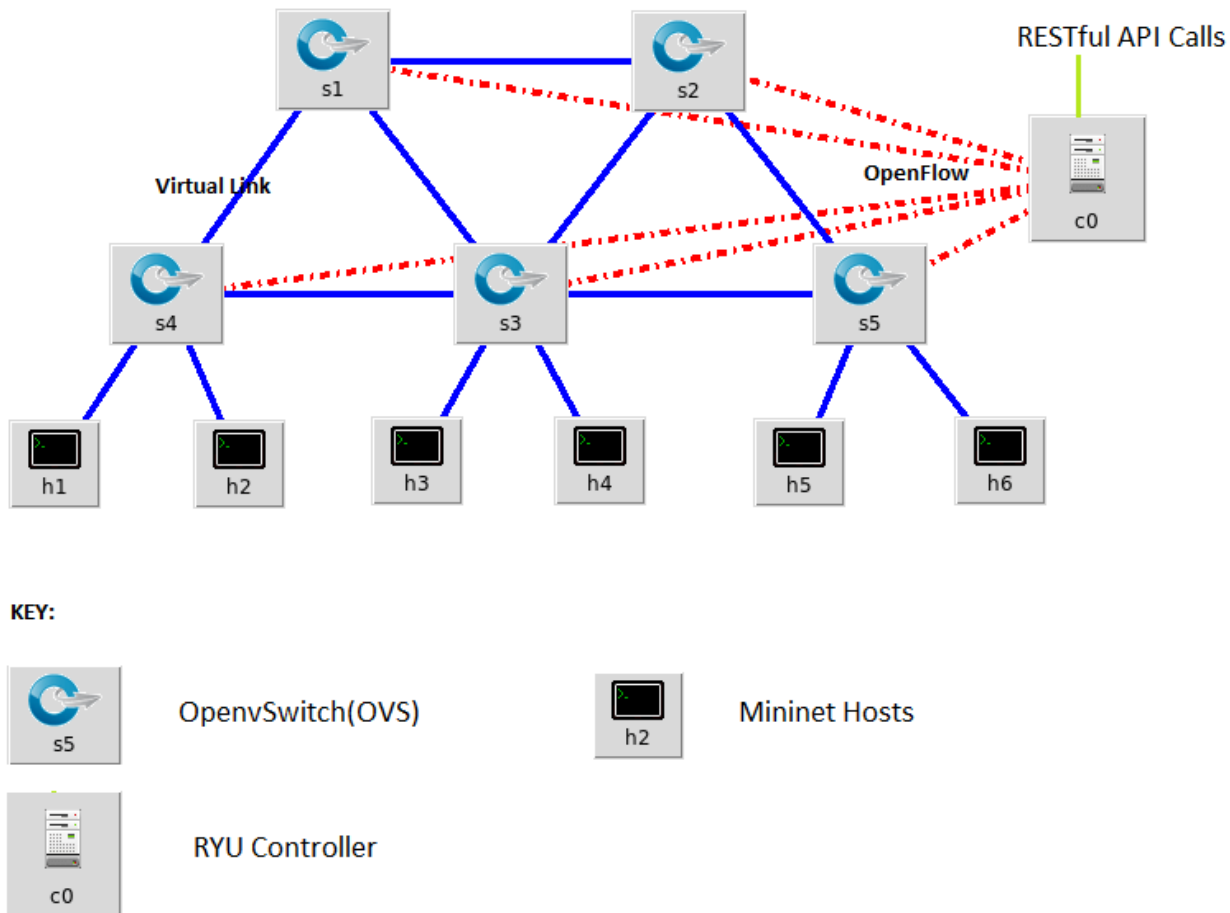 RESTful API Calls
s1
s2
c0
Virtual Link
OpenFlow
s4
s3
s5
h1
h2
h3
h4
h5
h6
KEY:
s5
OpenvSwitch(OVS)
h2
Mininet Hosts
c0
RYU Controller